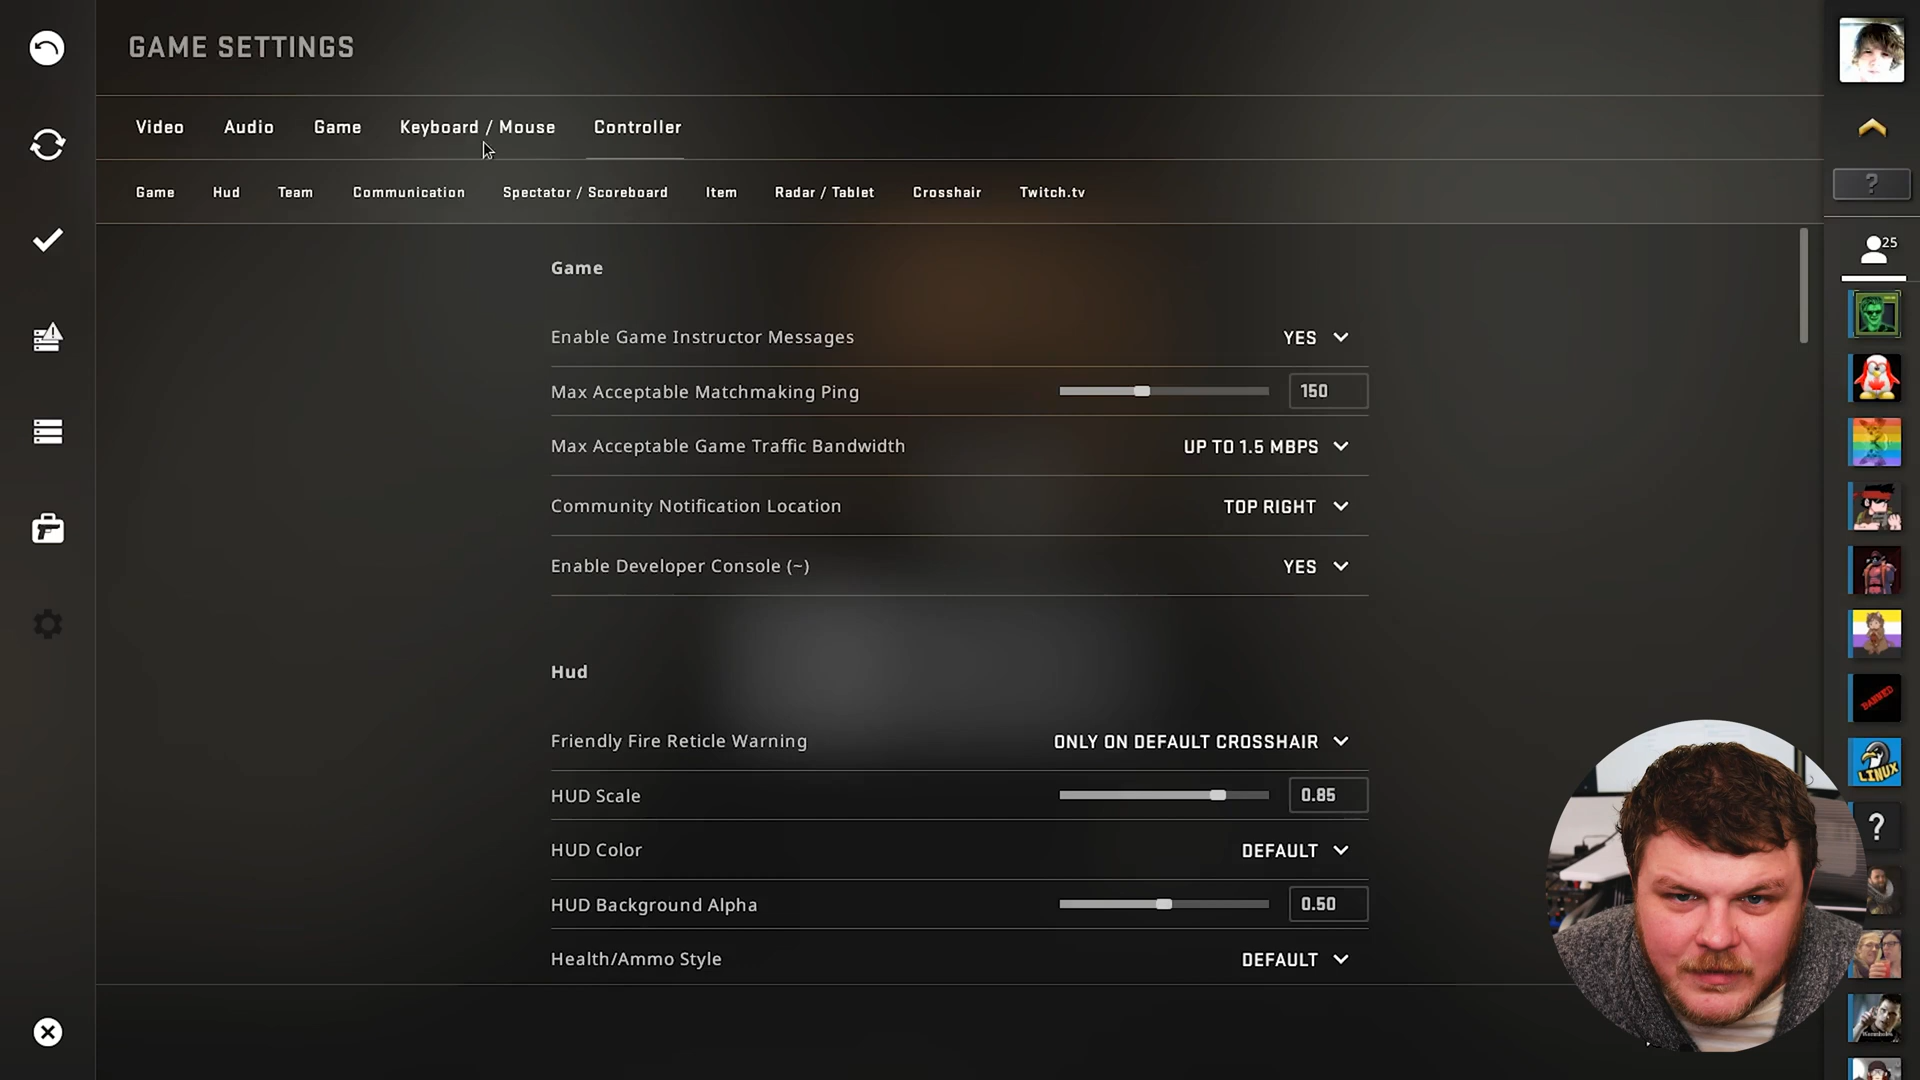 GAME SETTINGS
Video Audio Game Keyboard / Mouse Controller
Game Hud Team Communication Spectator / Scoreboard Item Radar / Tablet Crosshair Twitch.tv
?
25
Game
Enable Game Instructor Messages YES
Max Acceptable Matchmaking Ping 150
Max Acceptable Game Traffic Bandwidth UP TO 1.5 MBPS
Community Notification Location TOP RIGHT
Enable Developer Console (~) YES
Hud
BANNED
Friendly Fire Reticle Warning ONLY ON DEFAULT CROSSHAIR
LINUX
HUD Scale 0.85
?
HUD Color DEFAULT
HUD Background Alpha 0.50
Health/Ammo Style DEFAULT